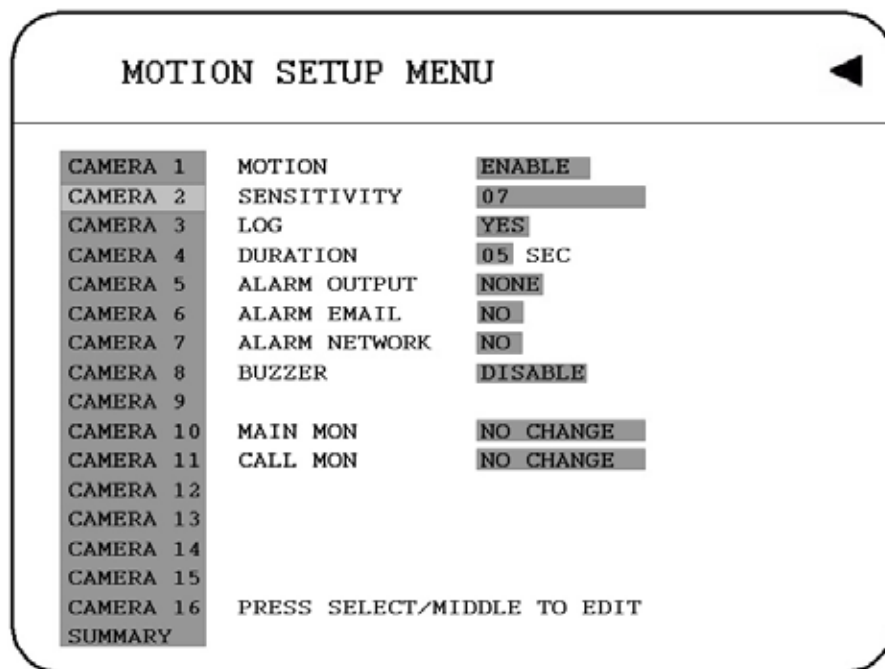 MOTION SETUP MENU
CAMERA 1 MOTION ENABLE
CAMERA 2 SENSITIVITY 07
CAMERA 3 LOG YES
CAMERA 4 DURATION 05 SEC
CAMERA 5 ALARM OUTPUT NONE
CAMERA 6 ALARM EMAIL NO
CAMERA 7 ALARM NETWORK NO
CAMERA 8 BUZZER DISABLE
CAMERA 9
CAMERA 10 MAIN MON NO CHANGE
CAMERA 11 CALL MON NO CHANGE
CAMERA 12
CAMERA 13
CAMERA 14
CAMERA 15
CAMERA 16 PRESS SELECT/MIDDLE TO EDIT
SUMMARY